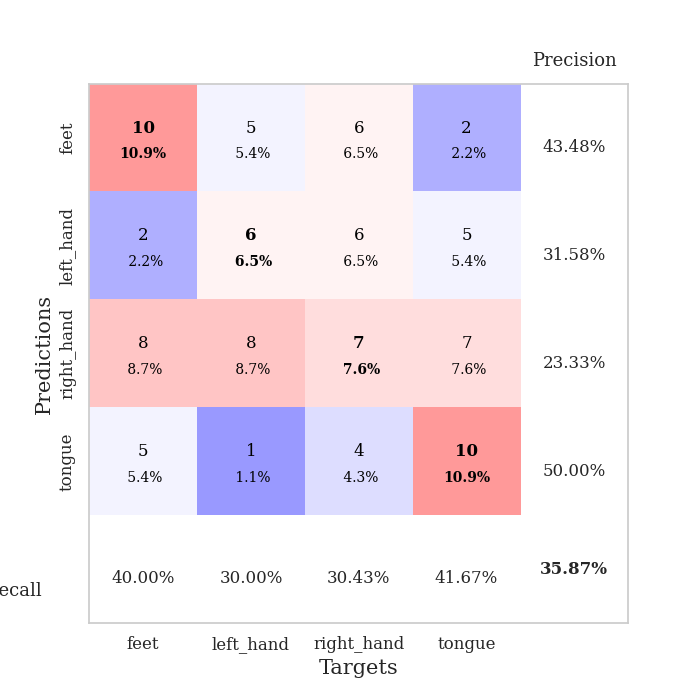 Precision
feet
10 5 6 2
10.9% 5.4% 6.5% 2.2%
43.48%
left_hand
2 6 6 5
2.2% 6.5% 6.5% 5.4%
31.58%
Predictions
right_hand
8 8 7 7
8.7% 8.7% 7.6% 7.6%
23.33%
tongue
5 1 4 10
5.4% 1.1% 4.3% 10.9%
50.00%
ecall
40.00% 30.00% 30.43% 41.67%
35.87%
feet left_hand right_hand tongue
Targets